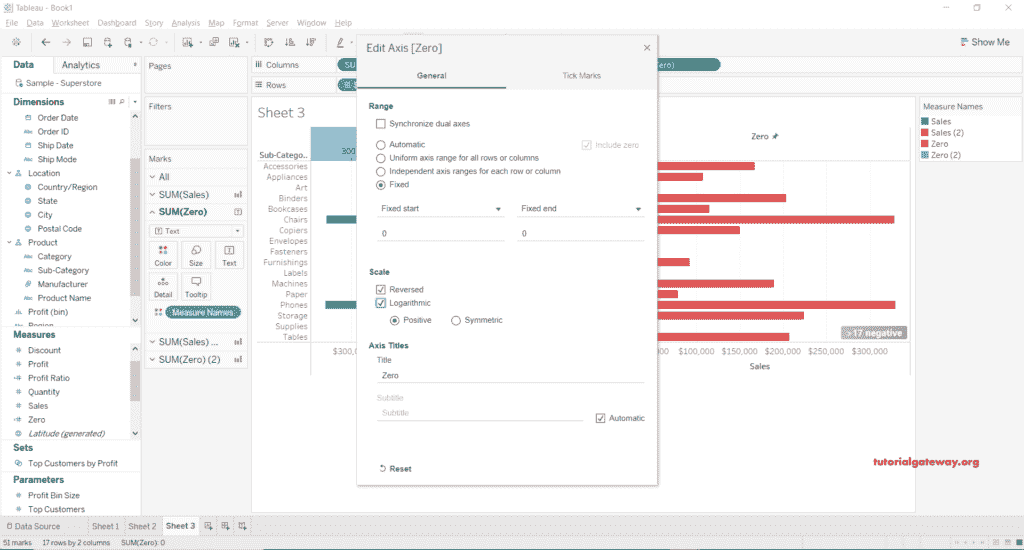 Tableau - Book1
File Data Worksheet Dashboard Story Analysis Map Format Server Window Help
Show Me
Data Analytics
Sample - Superstore
Dimensions
Order Date
Order ID
Ship Date
Ship Mode
Location
Country/Region
State
City
Postal Code
Product
Category
Sub-Category
Manufacturer
Product Name
Profit (bin)
Region
Measures
Discount
Profit
Profit Ratio
Quantity
Sales
Zero
Latitude (generated)
Sets
Top Customers by Profit
Parameters
Profit Bin Size
Top Customers
Pages
Filters
Marks
All
SUM(Sales)
SUM(Zero)
Text
Color Size Text
Detail Tooltip
Measure Names
SUM(Sales) ...
SUM(Zero) (2)
Columns
Rows
Sheet 3
Sub-Catego..
Accessories
Appliances
Art
Binders
Bookcases
Chairs
Copiers
Envelopes
Fasteners
Furnishings
Labels
Machines
Paper
Phones
Storage
Supplies
Tables
$300,
Edit Axis [Zero]
General Tick Marks
Range
Synchronize dual axes
Automatic Include zero
Uniform axis range for all rows or columns
Independent axis ranges for each row or column
Fixed
Fixed start Fixed end
0 0
Scale
Reversed
Logarithmic
Positive Symmetric
Axis Titles
Title
Zero
Subtitle
Subtitle
Automatic
Reset
Zero
>17 negative
$100,000 $150,000 $200,000 $250,000 $300,000
Sales
Measure Names
Sales
Sales (2)
Zero
Zero (2)
tutorialgateway.org
Data Source Sheet 1 Sheet 2 Sheet 3
51 marks 17 rows by 2 columns SUM(Zero): 0